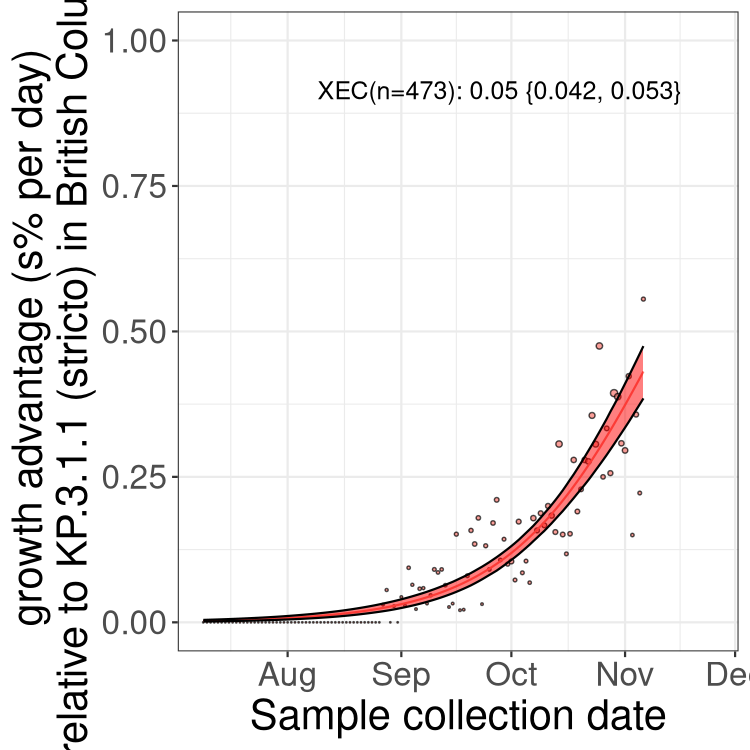 growth advantage (s% per day)
relative to KP.3.1.1 (stricto) in British Colu
1.00
0.75
0.50
0.25
0.00
XEC(n=473): 0.05 {0.042, 0.053}
Aug Sep Oct Nov De
Sample collection date